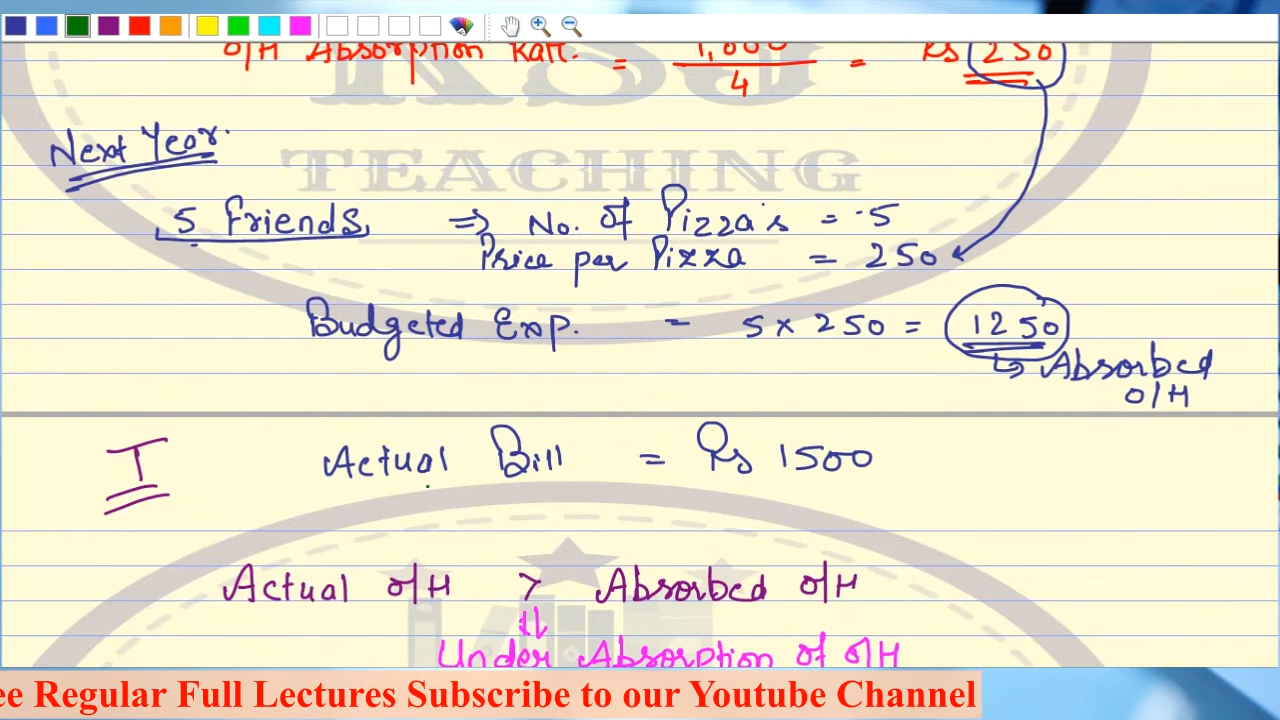 O/H Absorption Rate. = 1,000 / 4 = Rs 250
TEACHING
Next Year.
5 Friends => No. of Pizza's = 5
Price per Pizza = 250
Budgeted Exp. = 5 x 250 = 1250
↳ Absorbed
O/H
I Actual Bill = Rs 1500
Actual O/H > Absorbed O/H
Under Absorption of O/H
ee Regular Full Lectures Subscribe to our Youtube Channel